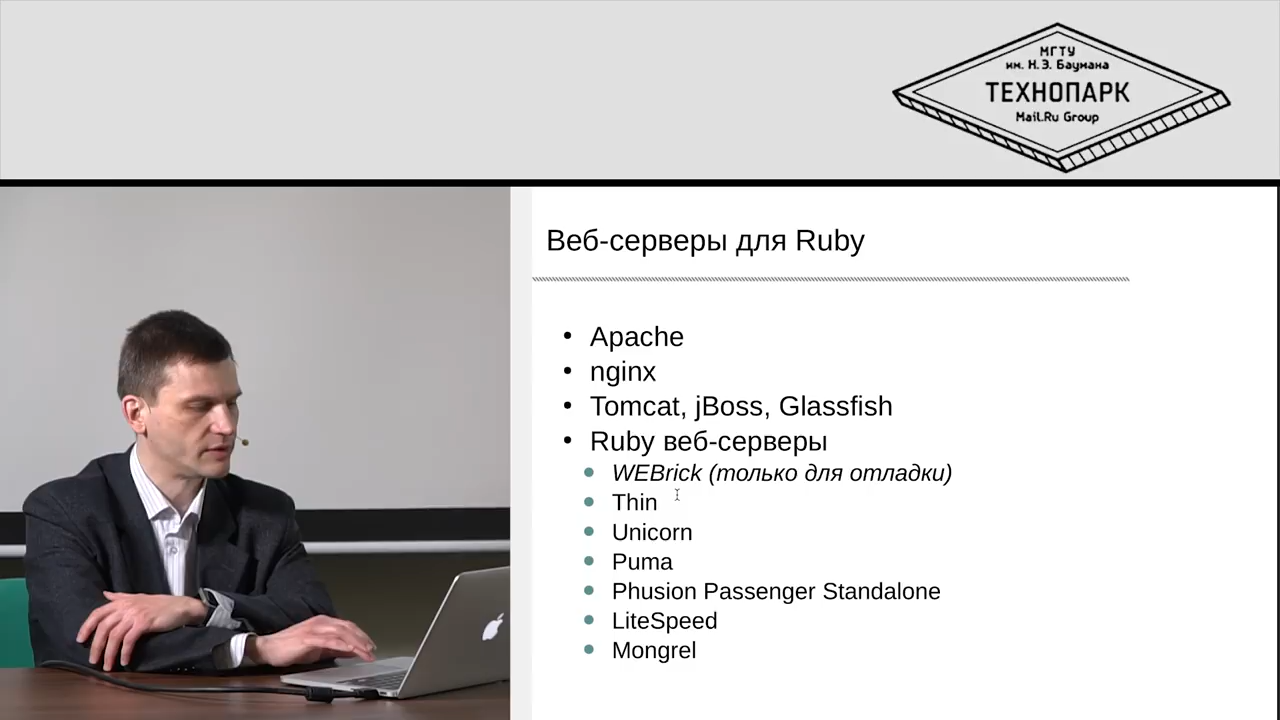 МГТУ
им. Н.Э. Баумана
ТЕХНОПАРК
Mail.Ru Group
Веб-серверы для Ruby
Apache
nginx
Tomcat, jBoss, Glassfish
Ruby веб-серверы
WEBrick (только для отладки)
Thin
Unicorn
Puma
Phusion Passenger Standalone
LiteSpeed
Mongrel